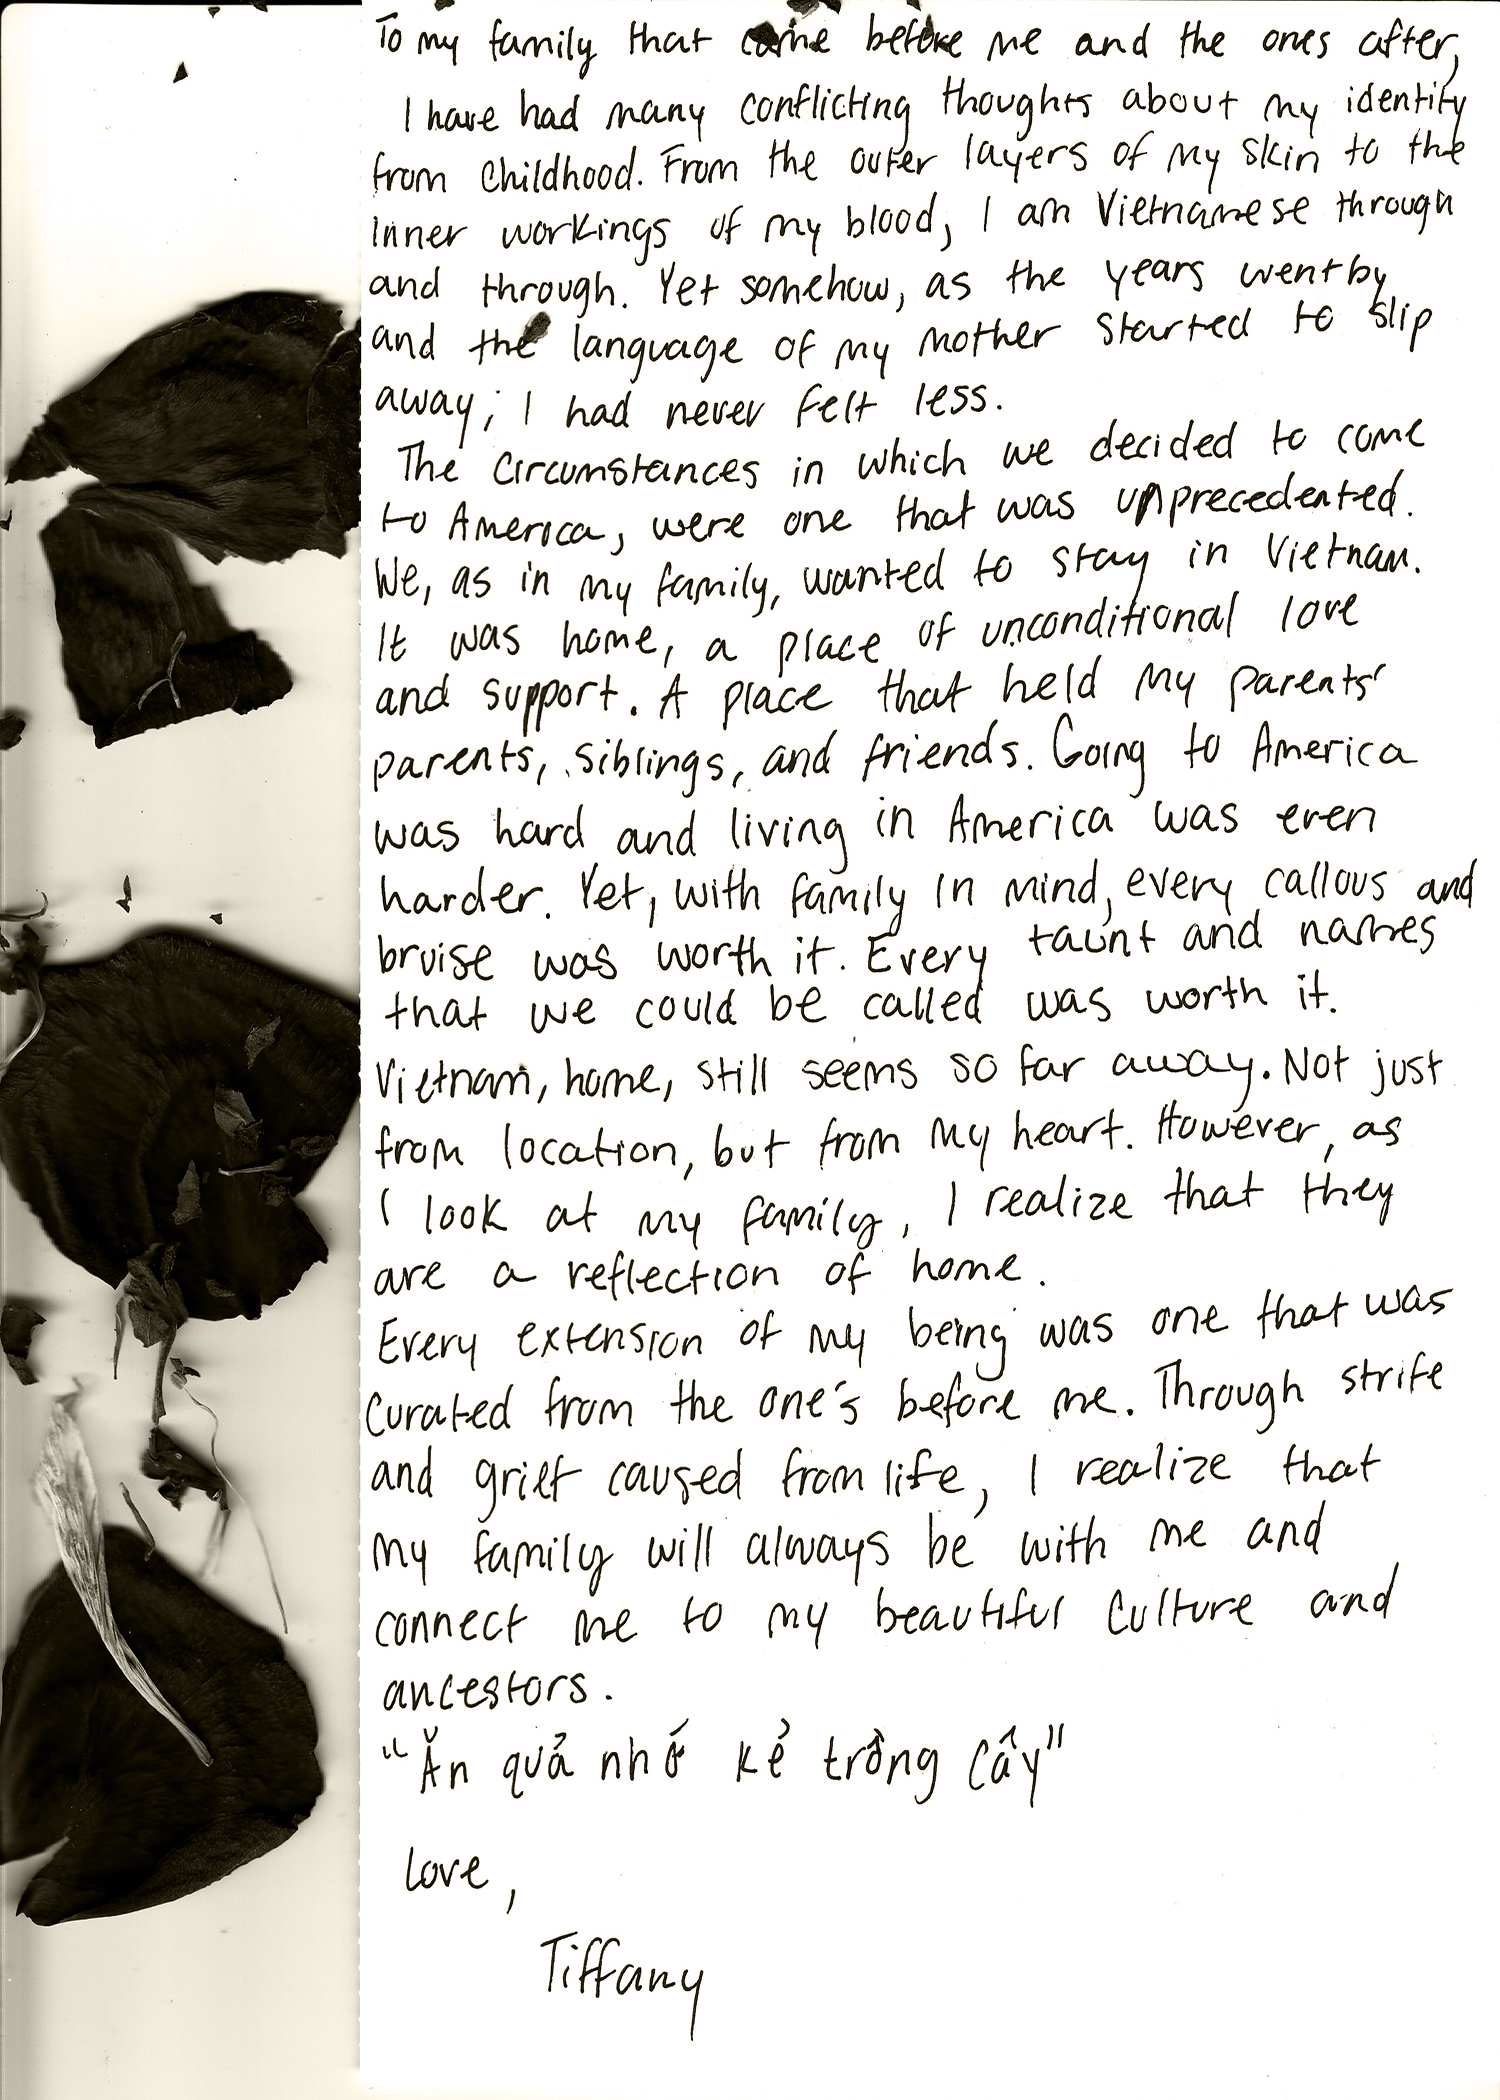 To my family that came before me and the ones after,
I have had many conflicting thoughts about my identity
from childhood. From the outer layers of my skin to the
inner workings of my blood, I am Vietnamese through
and through. Yet somehow, as the years went by
and the language of my mother started to slip
away; I had never felt less.
The circumstances in which we decided to come
to America, were one that was unprecedented.
We, as in my family, wanted to stay in Vietnam.
It was home, a place of unconditional love
and support. A place that held my parents'
parents, siblings, and friends. Going to America
was hard and living in America was even
harder. Yet, with family in mind, every callous and
bruise was worth it. Every taunt and names
that we could be called was worth it.
Vietnam, home, still seems so far away. Not just
from location, but from my heart. However, as
I look at my family, I realize that they
are a reflection of home.
Every extension of my being was one that was
curated from the one's before me. Through strife
and grief caused from life, I realize that
my family will always be with me and
connect me to my beautiful culture and
ancestors.
"Ăn quả nhớ kẻ trồng cây"
Love,
Tiffany